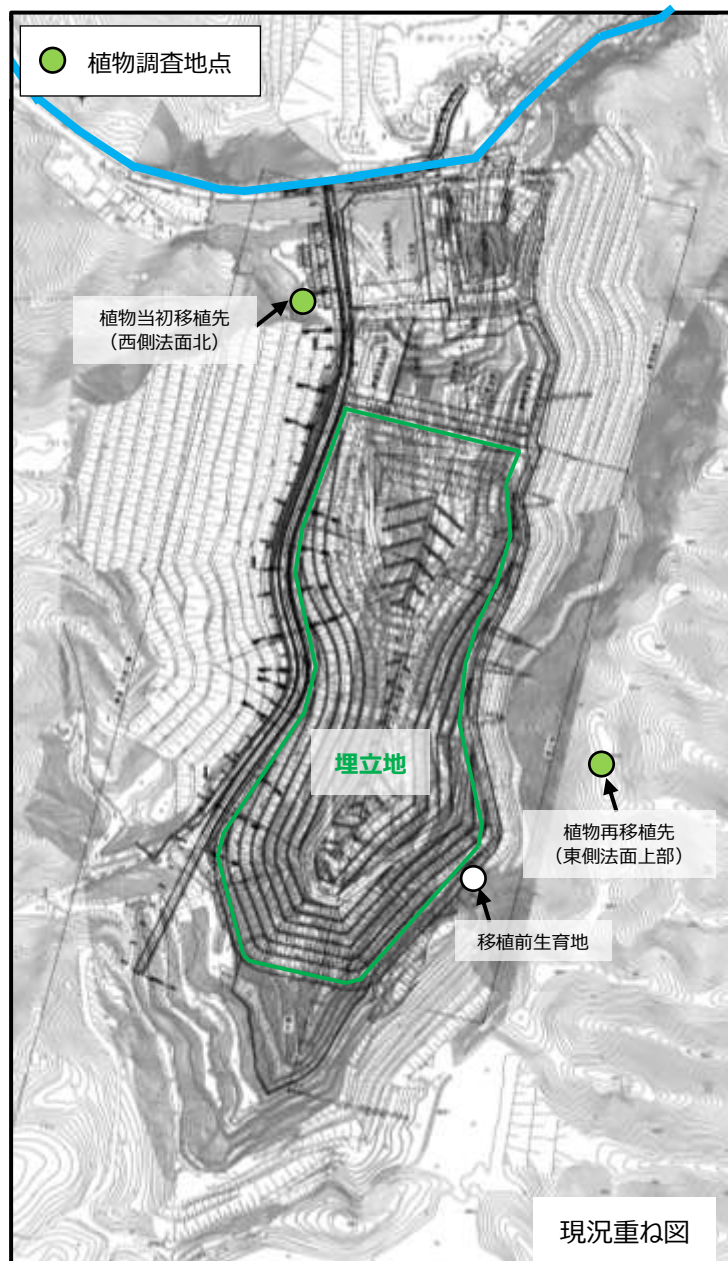 植物調査地点
植物当初移植先
（西側法面北）
埋立地
植物再移植先
（東側法面上部）
移植前生育地
現況重ね図